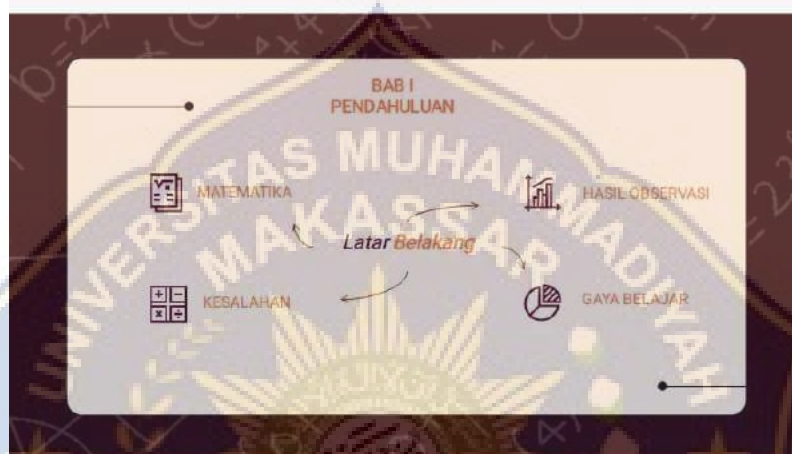 BAB I
PENDAHULUAN
MATEMATIKA
HASIL OBSERVASI
Latar Belakang
KESALAHAN
GAYA BELAJAR
UNIVERSITAS MUHAMMADIYAH
MAKASSAR